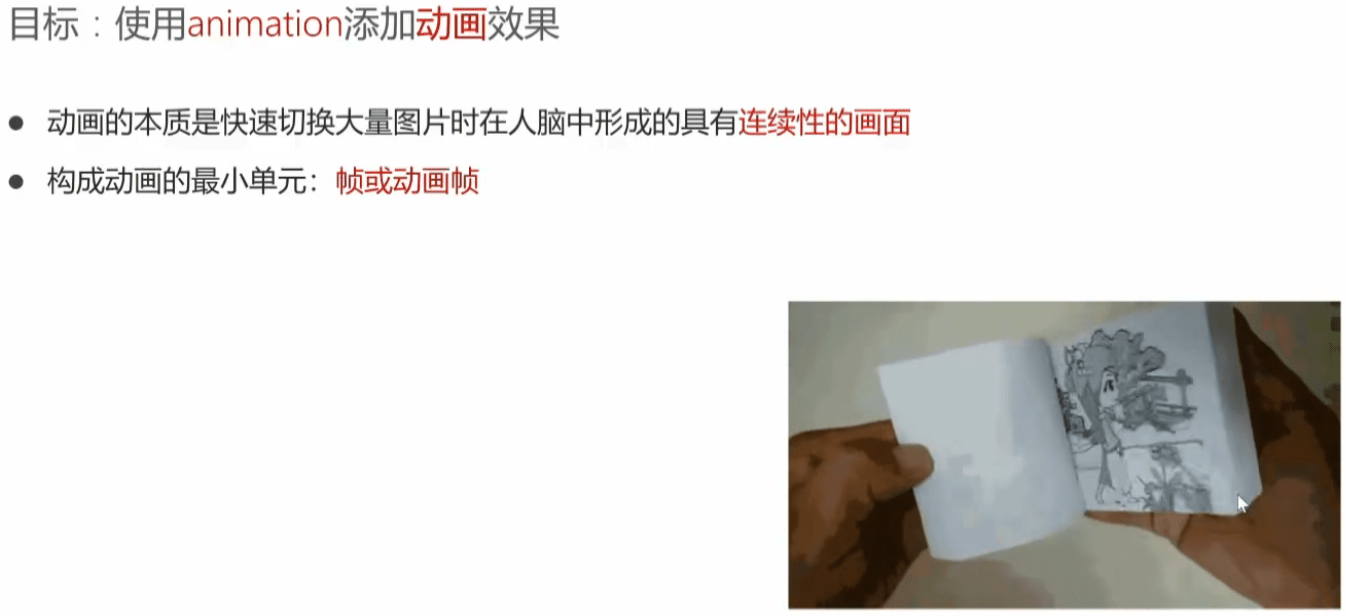 目标：使用animation添加动画效果
● 动画的本质是快速切换大量图片时在人脑中形成的具有连续性的画面
● 构成动画的最小单元：帧或动画帧